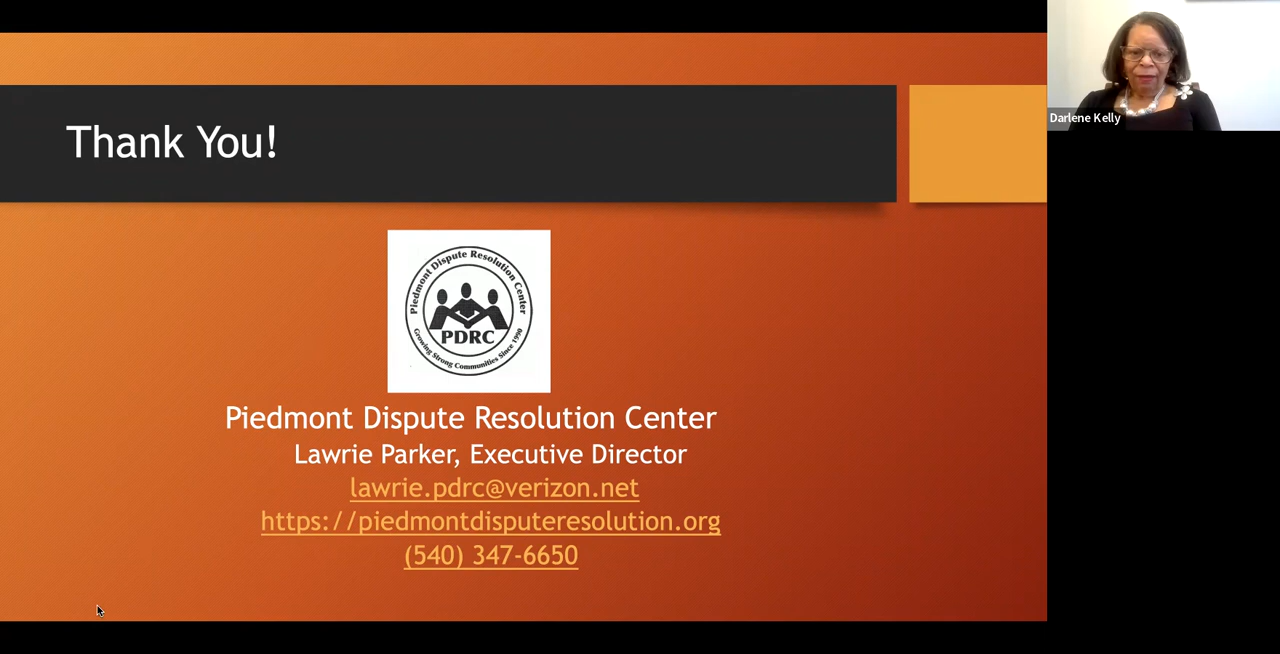 Thank You!
Darlene Kelly
Piedmont Dispute Resolution Center
PDRC
Growing Strong Communities Since 1990
Piedmont Dispute Resolution Center
Lawrie Parker, Executive Director
lawrie.pdrc@verizon.net
https://piedmontdisputeresolution.org
(540) 347-6650